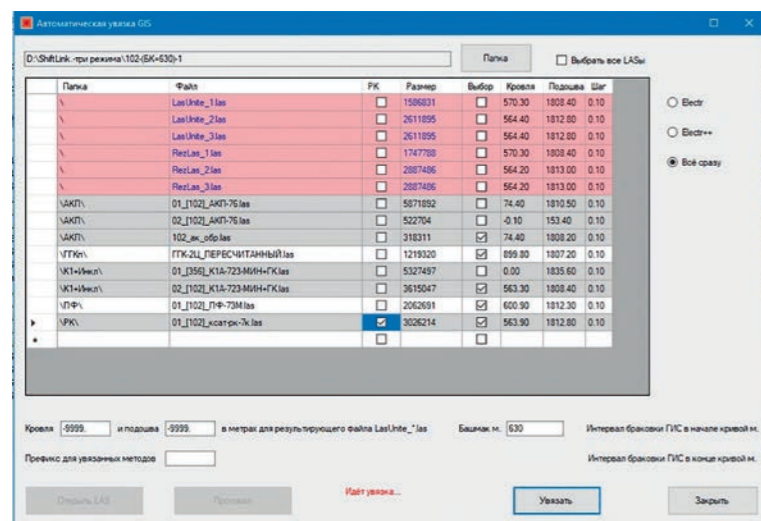 Автоматическая увязка GIS
D:\ShiftLink.-три режима\102-(БК=630)-1 Папка Выбрать все LASы
Папка Файл РК Размер Выбор Кровля Подошва Шаг
\ LasUnite_1.las 1586831 570.30 1808.40 0.10
\ LasUnite_2.las 2611895 564.40 1812.80 0.10
\ LasUnite_3.las 2611895 564.40 1812.80 0.10
\ RezLas_1.las 1747788 570.30 1808.40 0.10
\ RezLas_2.las 2887486 564.20 1813.00 0.10
\ RezLas_3.las 2887486 564.20 1813.00 0.10
\АКП\ 01_[102]_АКП-76.las 5871892 74.40 1810.50 0.10
\АКП\ 02_[102]_АКП-76.las 522704 -0.10 153.40 0.10
\АКП\ 102_ак_обр.las 318311 74.40 1808.20 0.10
\ГГКп\ ГГК-2Ц_ПЕРЕСЧИТАННЫЙ.las 1219320 899.80 1807.20 0.10
\К1+Инкл\ 01_[356]_К1А-723-МИН+ГК.las 5327497 0.00 1835.60 0.10
\К1+Инкл\ 02_[102]_К1А-723-МИН+ГК.las 3615047 563.30 1808.40 0.10
\ПФ\ 01_[102]_ПФ-73М.las 2062691 600.90 1812.30 0.10
\РК\ 01_[102]_ксат-рк-7к.las 3026214 563.90 1812.80 0.10
Electr
Electr++
Всё сразу
Кровля -9999. и подошва -9999. в метрах для результирующего файла LasUnite_*.las Башмак м. 630 Интервал браковки ГИС в начале кривой м.
Префикс для увязанных методов Интервал браковки ГИС в конце кривой м.
Открыть LAS Протокол Идёт увязка... Увязать Закрыть